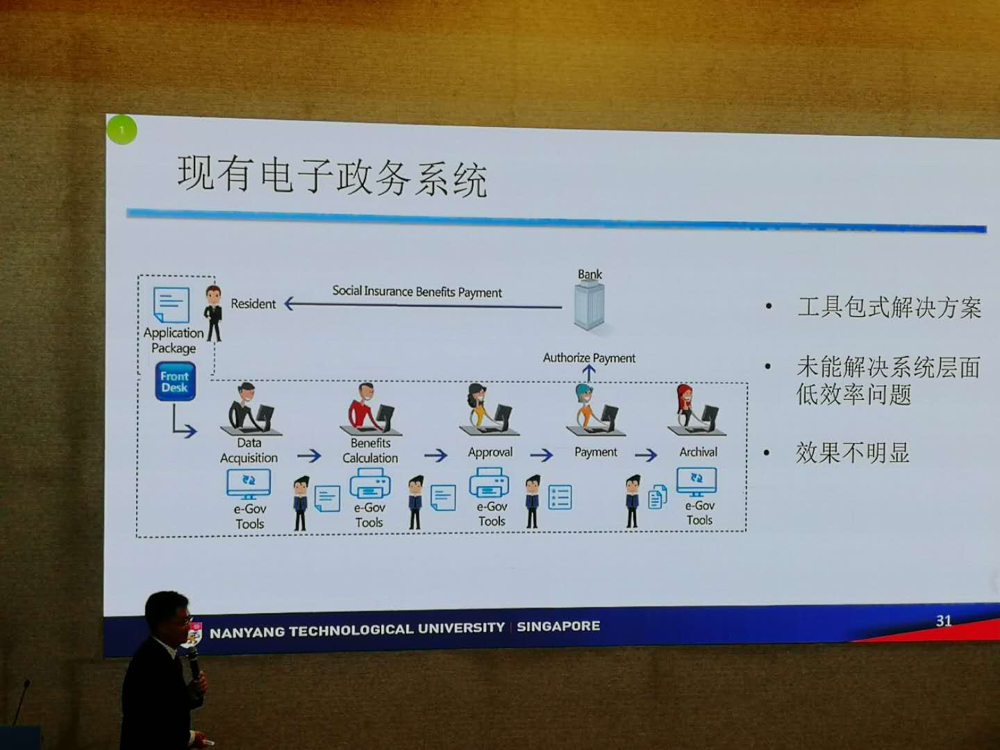 1
现有电子政务系统
Bank
Social Insurance Benefits Payment
Resident
Application
Package
Authorize Payment
Front
Desk
Data
Acquisition
Benefits
Calculation
Approval
Payment
Archival
e-Gov
Tools
e-Gov
Tools
e-Gov
Tools
e-Gov
Tools
• 工具包式解决方案
• 未能解决系统层面
低效率问题
• 效果不明显
NANYANG TECHNOLOGICAL UNIVERSITY | SINGAPORE
31